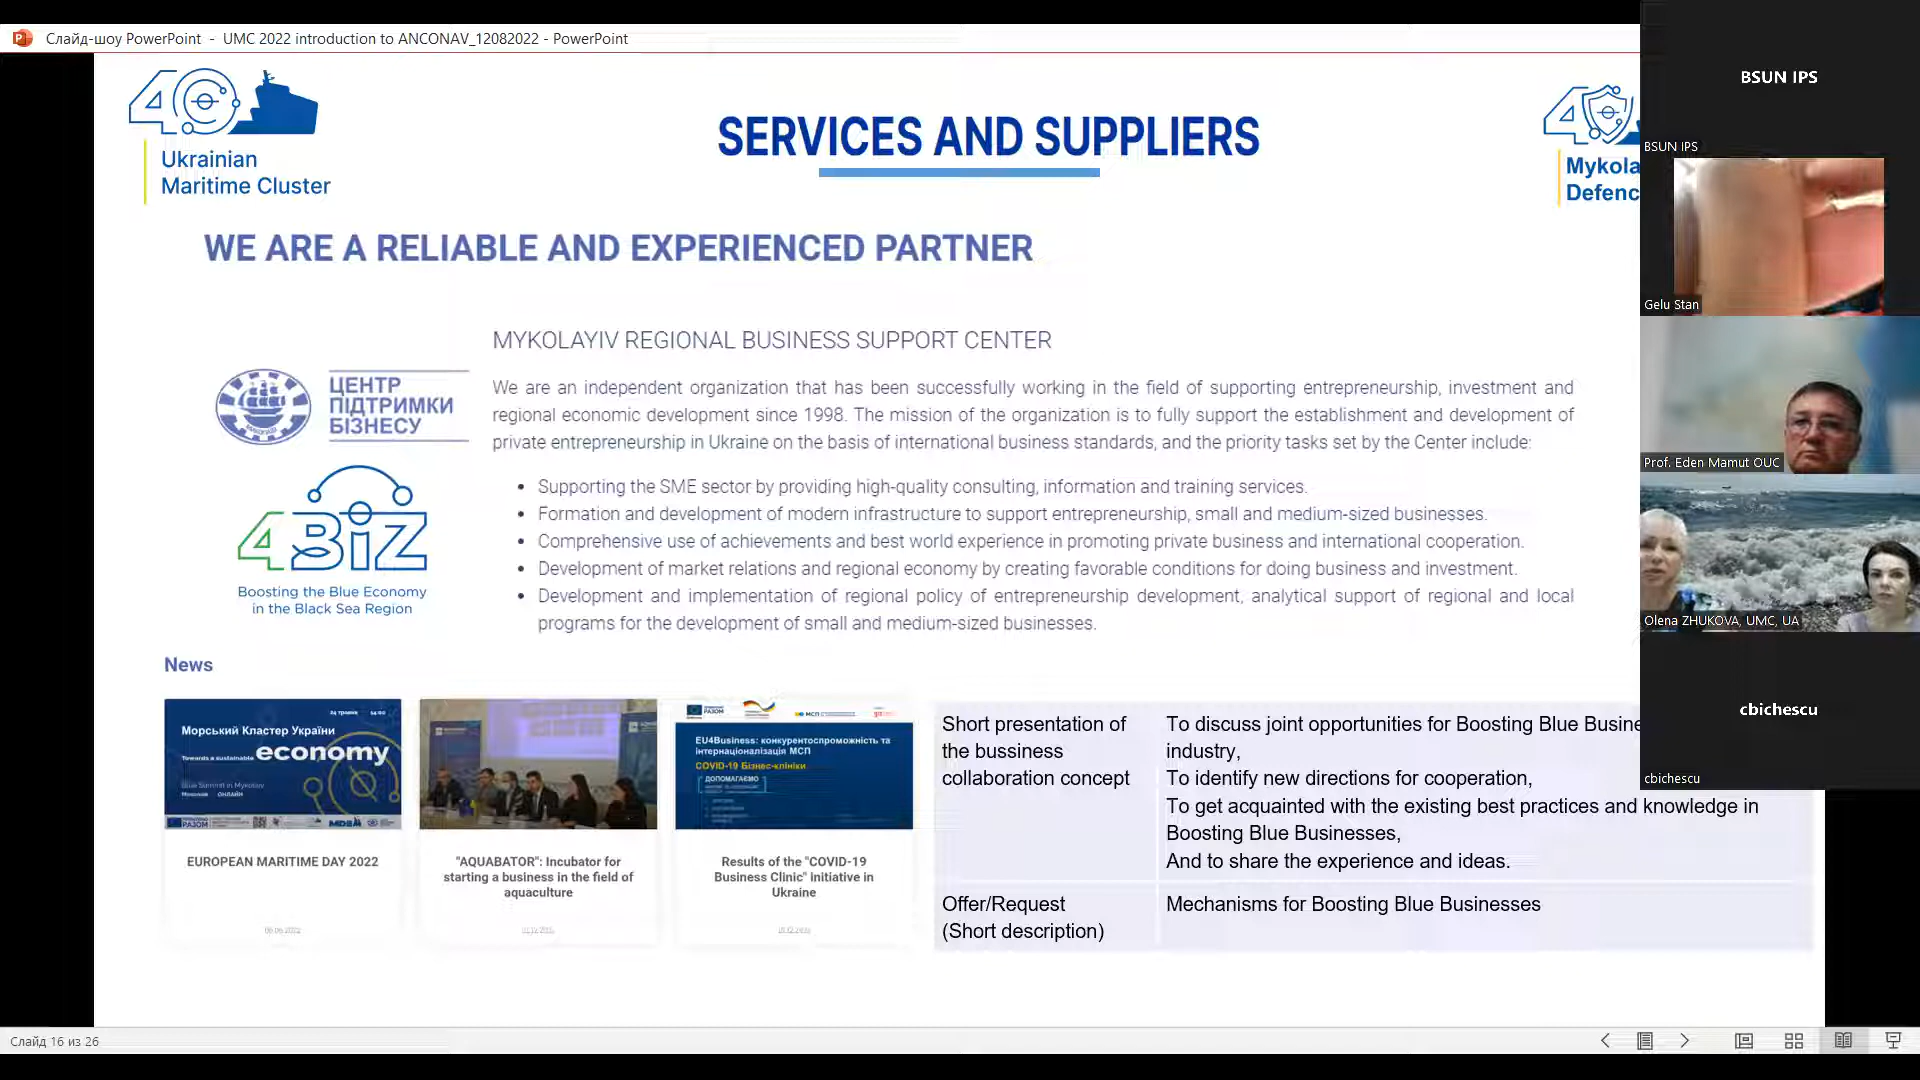 Слайд-шоу PowerPoint - UMC 2022 introduction to ANCONAV_12082022 - PowerPoint
Ukrainian
Maritime Cluster
SERVICES AND SUPPLIERS
Mykola
Defenc
WE ARE A RELIABLE AND EXPERIENCED PARTNER
ЦЕНТР
ПІДТРИМКИ
БІЗНЕСУ
4BIZ
Boosting the Blue Economy
in the Black Sea Region
MYKOLAYIV REGIONAL BUSINESS SUPPORT CENTER
We are an independent organization that has been successfully working in the field of supporting entrepreneurship, investment and
regional economic development since 1998. The mission of the organization is to fully support the establishment and development of
private entrepreneurship in Ukraine on the basis of international business standards, and the priority tasks set by the Center include:
• Supporting the SME sector by providing high-quality consulting, information and training services.
• Formation and development of modern infrastructure to support entrepreneurship, small and medium-sized businesses.
• Comprehensive use of achievements and best world experience in promoting private business and international cooperation.
• Development of market relations and regional economy by creating favorable conditions for doing business and investment.
• Development and implementation of regional policy of entrepreneurship development, analytical support of regional and local
programs for the development of small and medium-sized businesses.
News
24 травня 14:00
Морський Кластер України
Towards a sustainable economy
Blue Summit in Mykolaiv
ОНЛАЙН
EUROPEAN MARITIME DAY 2022
"AQUABATOR": Incubator for
starting a business in the field of
aquaculture
EU4Business: конкурентоспроможність та
інтернаціоналізація МСП
COVID-19 Бізнес-клініки
ДОПОМАГАЄМО
Results of the "COVID-19
Business Clinic" initiative in
Ukraine
Short presentation of
the bussiness
collaboration concept
To discuss joint opportunities for Boosting Blue Busine
industry,
To identify new directions for cooperation,
To get acquainted with the existing best practices and knowledge in
Boosting Blue Businesses,
And to share the experience and ideas.
Offer/Request
(Short description)
Mechanisms for Boosting Blue Businesses
BSUN IPS
BSUN IPS
Gelu Stan
Prof. Eden Mamut OUC
Olena ZHUKOVA, UMC, UA
cbichescu
cbichescu
Слайд 16 из 26